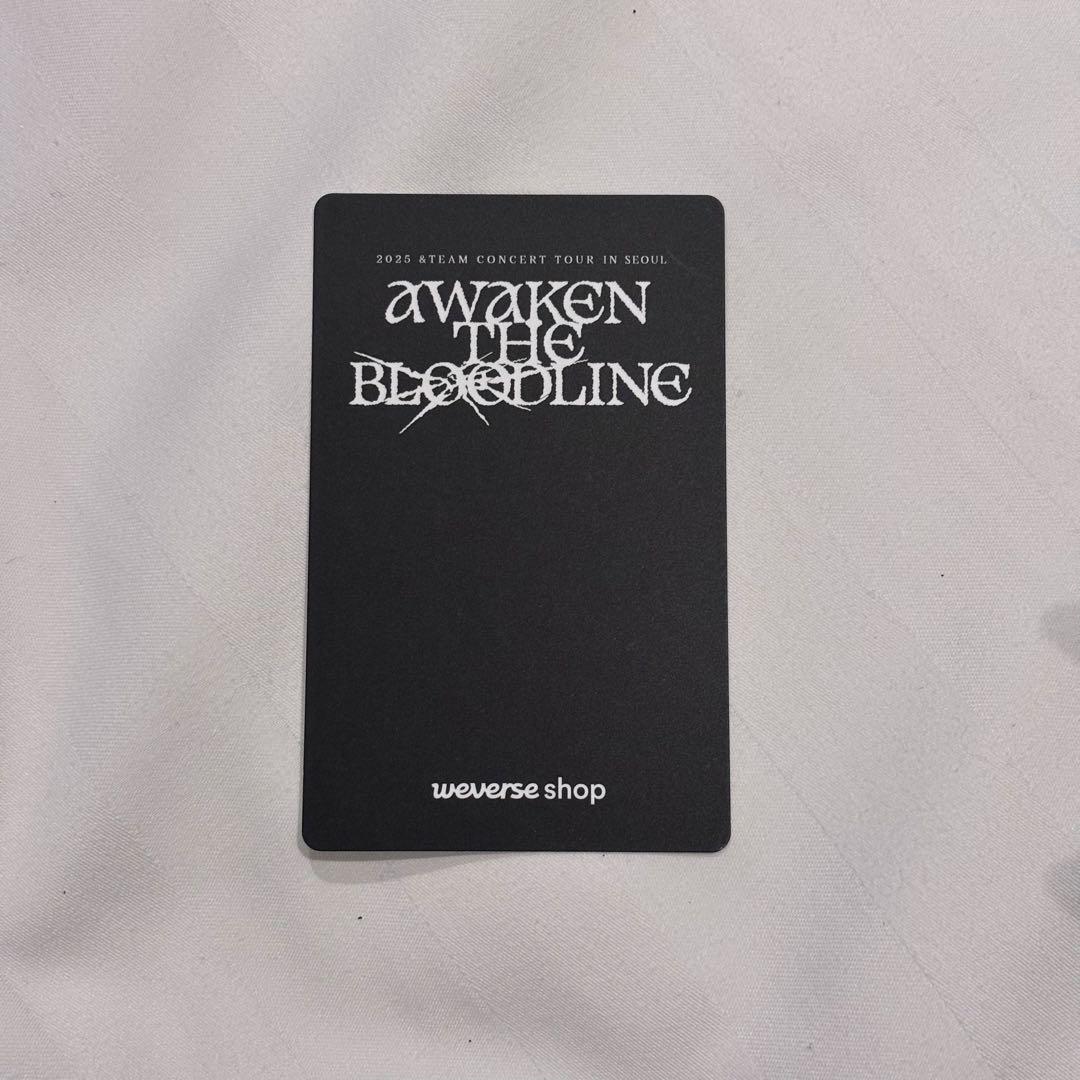 2025 &TEAM CONCERT TOUR IN SEOUL
AWAKEN
THE
BLOODLINE
weverse shop